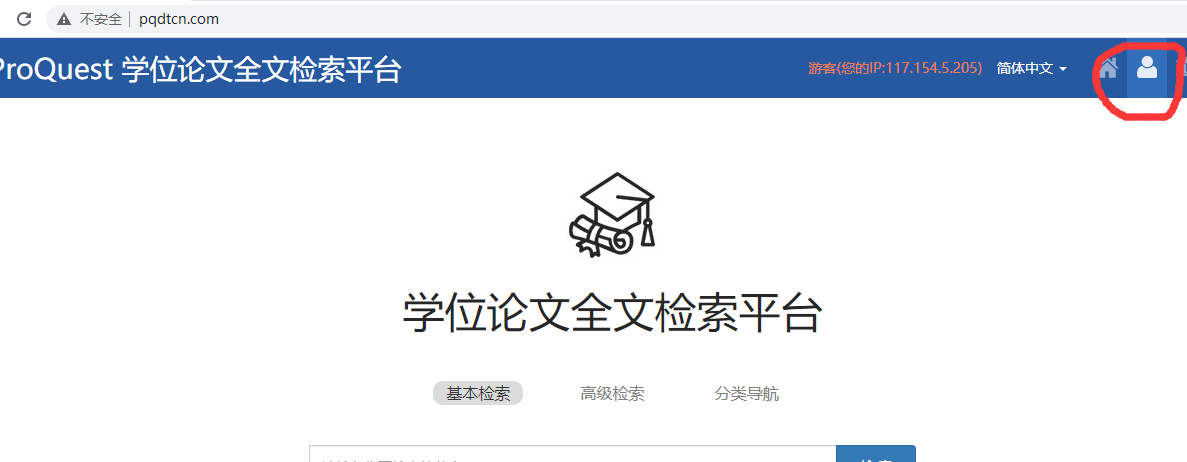 不安全 | pqdtcn.com
ProQuest 学位论文全文检索平台
游客(您的IP:117.154.5.205) 简体中文
学位论文全文检索平台
基本检索 高级检索 分类导航